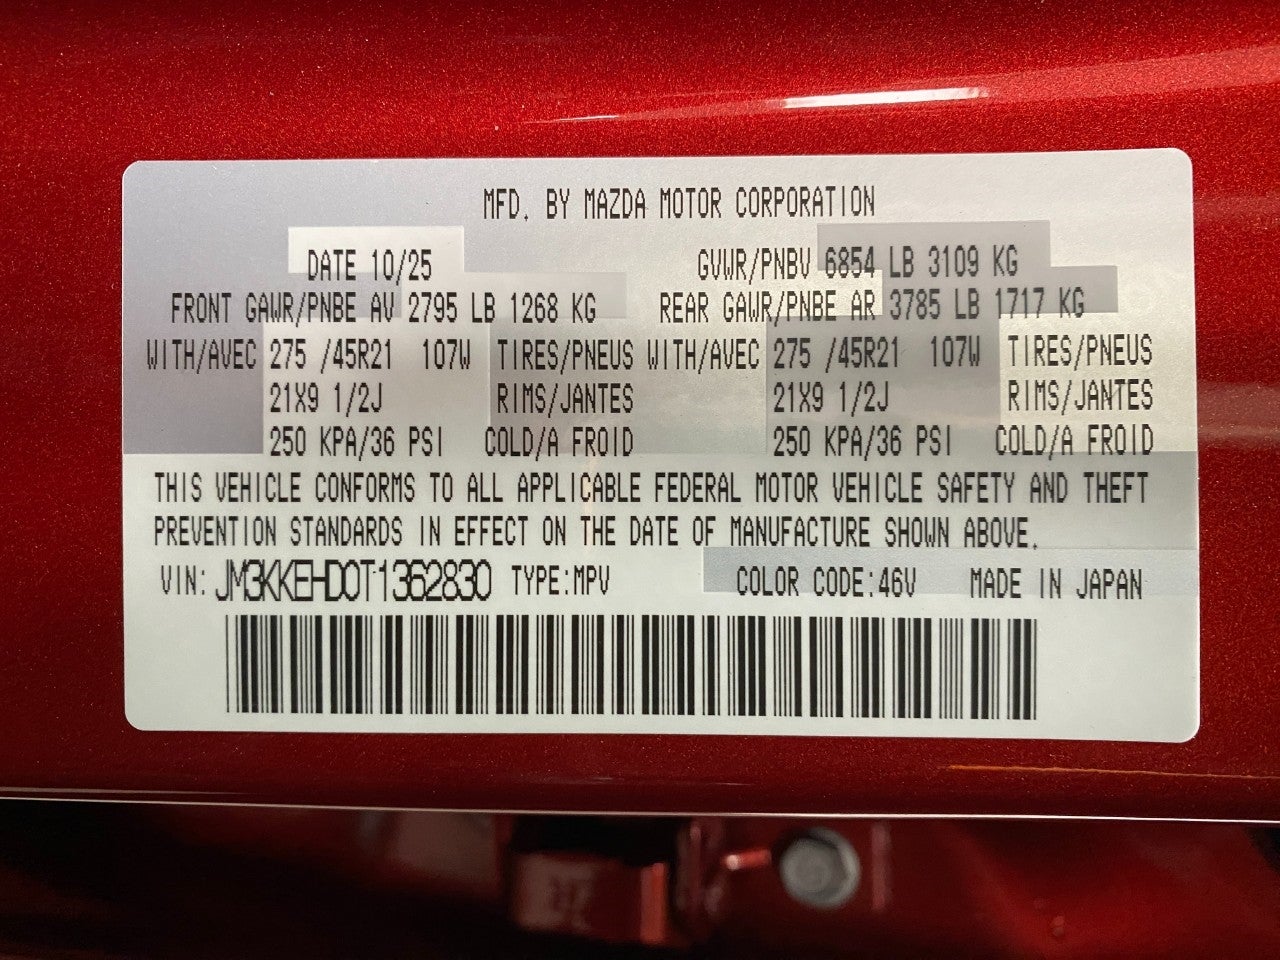 MFD. BY MAZDA MOTOR CORPORATION
DATE 10/25 GVWR/PNBV 6854 LB 3109 KG
FRONT GAWR/PNBE AV 2795 LB 1268 KG REAR GAWR/PNBE AR 3785 LB 1717 KG
WITH/AVEC 275 /45R21 107W TIRES/PNEUS WITH/AVEC 275 /45R21 107W TIRES/PNEUS
21X9 1/2J RIMS/JANTES 21X9 1/2J RIMS/JANTES
250 KPA/36 PSI COLD/A FROID 250 KPA/36 PSI COLD/A FROID
THIS VEHICLE CONFORMS TO ALL APPLICABLE FEDERAL MOTOR VEHICLE SAFETY AND THEFT
PREVENTION STANDARDS IN EFFECT ON THE DATE OF MANUFACTURE SHOWN ABOVE.
VIN: JM3KKEHD0T1362830 TYPE:MPV COLOR CODE:46V MADE IN JAPAN